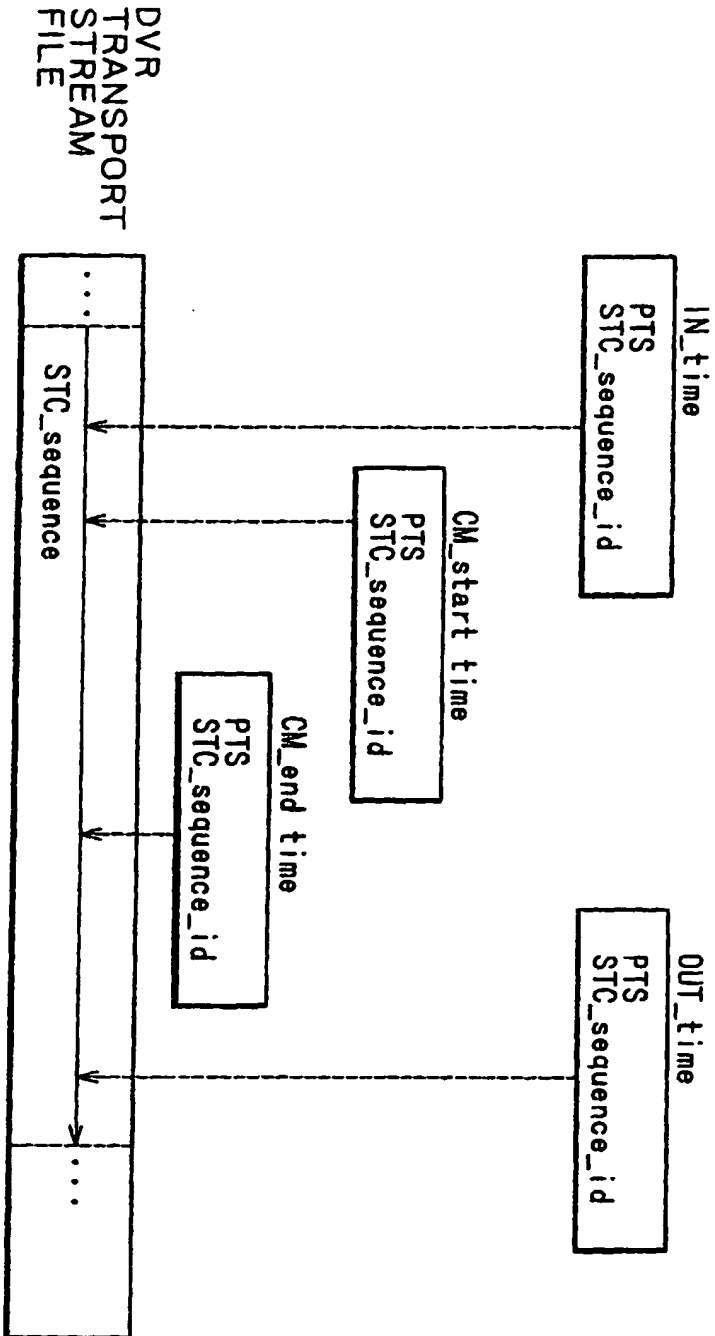 IN_time
PTS
STC_sequence_id
OUT_time
PTS
STC_sequence_id
CM_start time
PTS
STC_sequence_id
CM_end time
PTS
STC_sequence_id
DVR
TRANSPORT
STREAM
FILE
...
STC_sequence
...